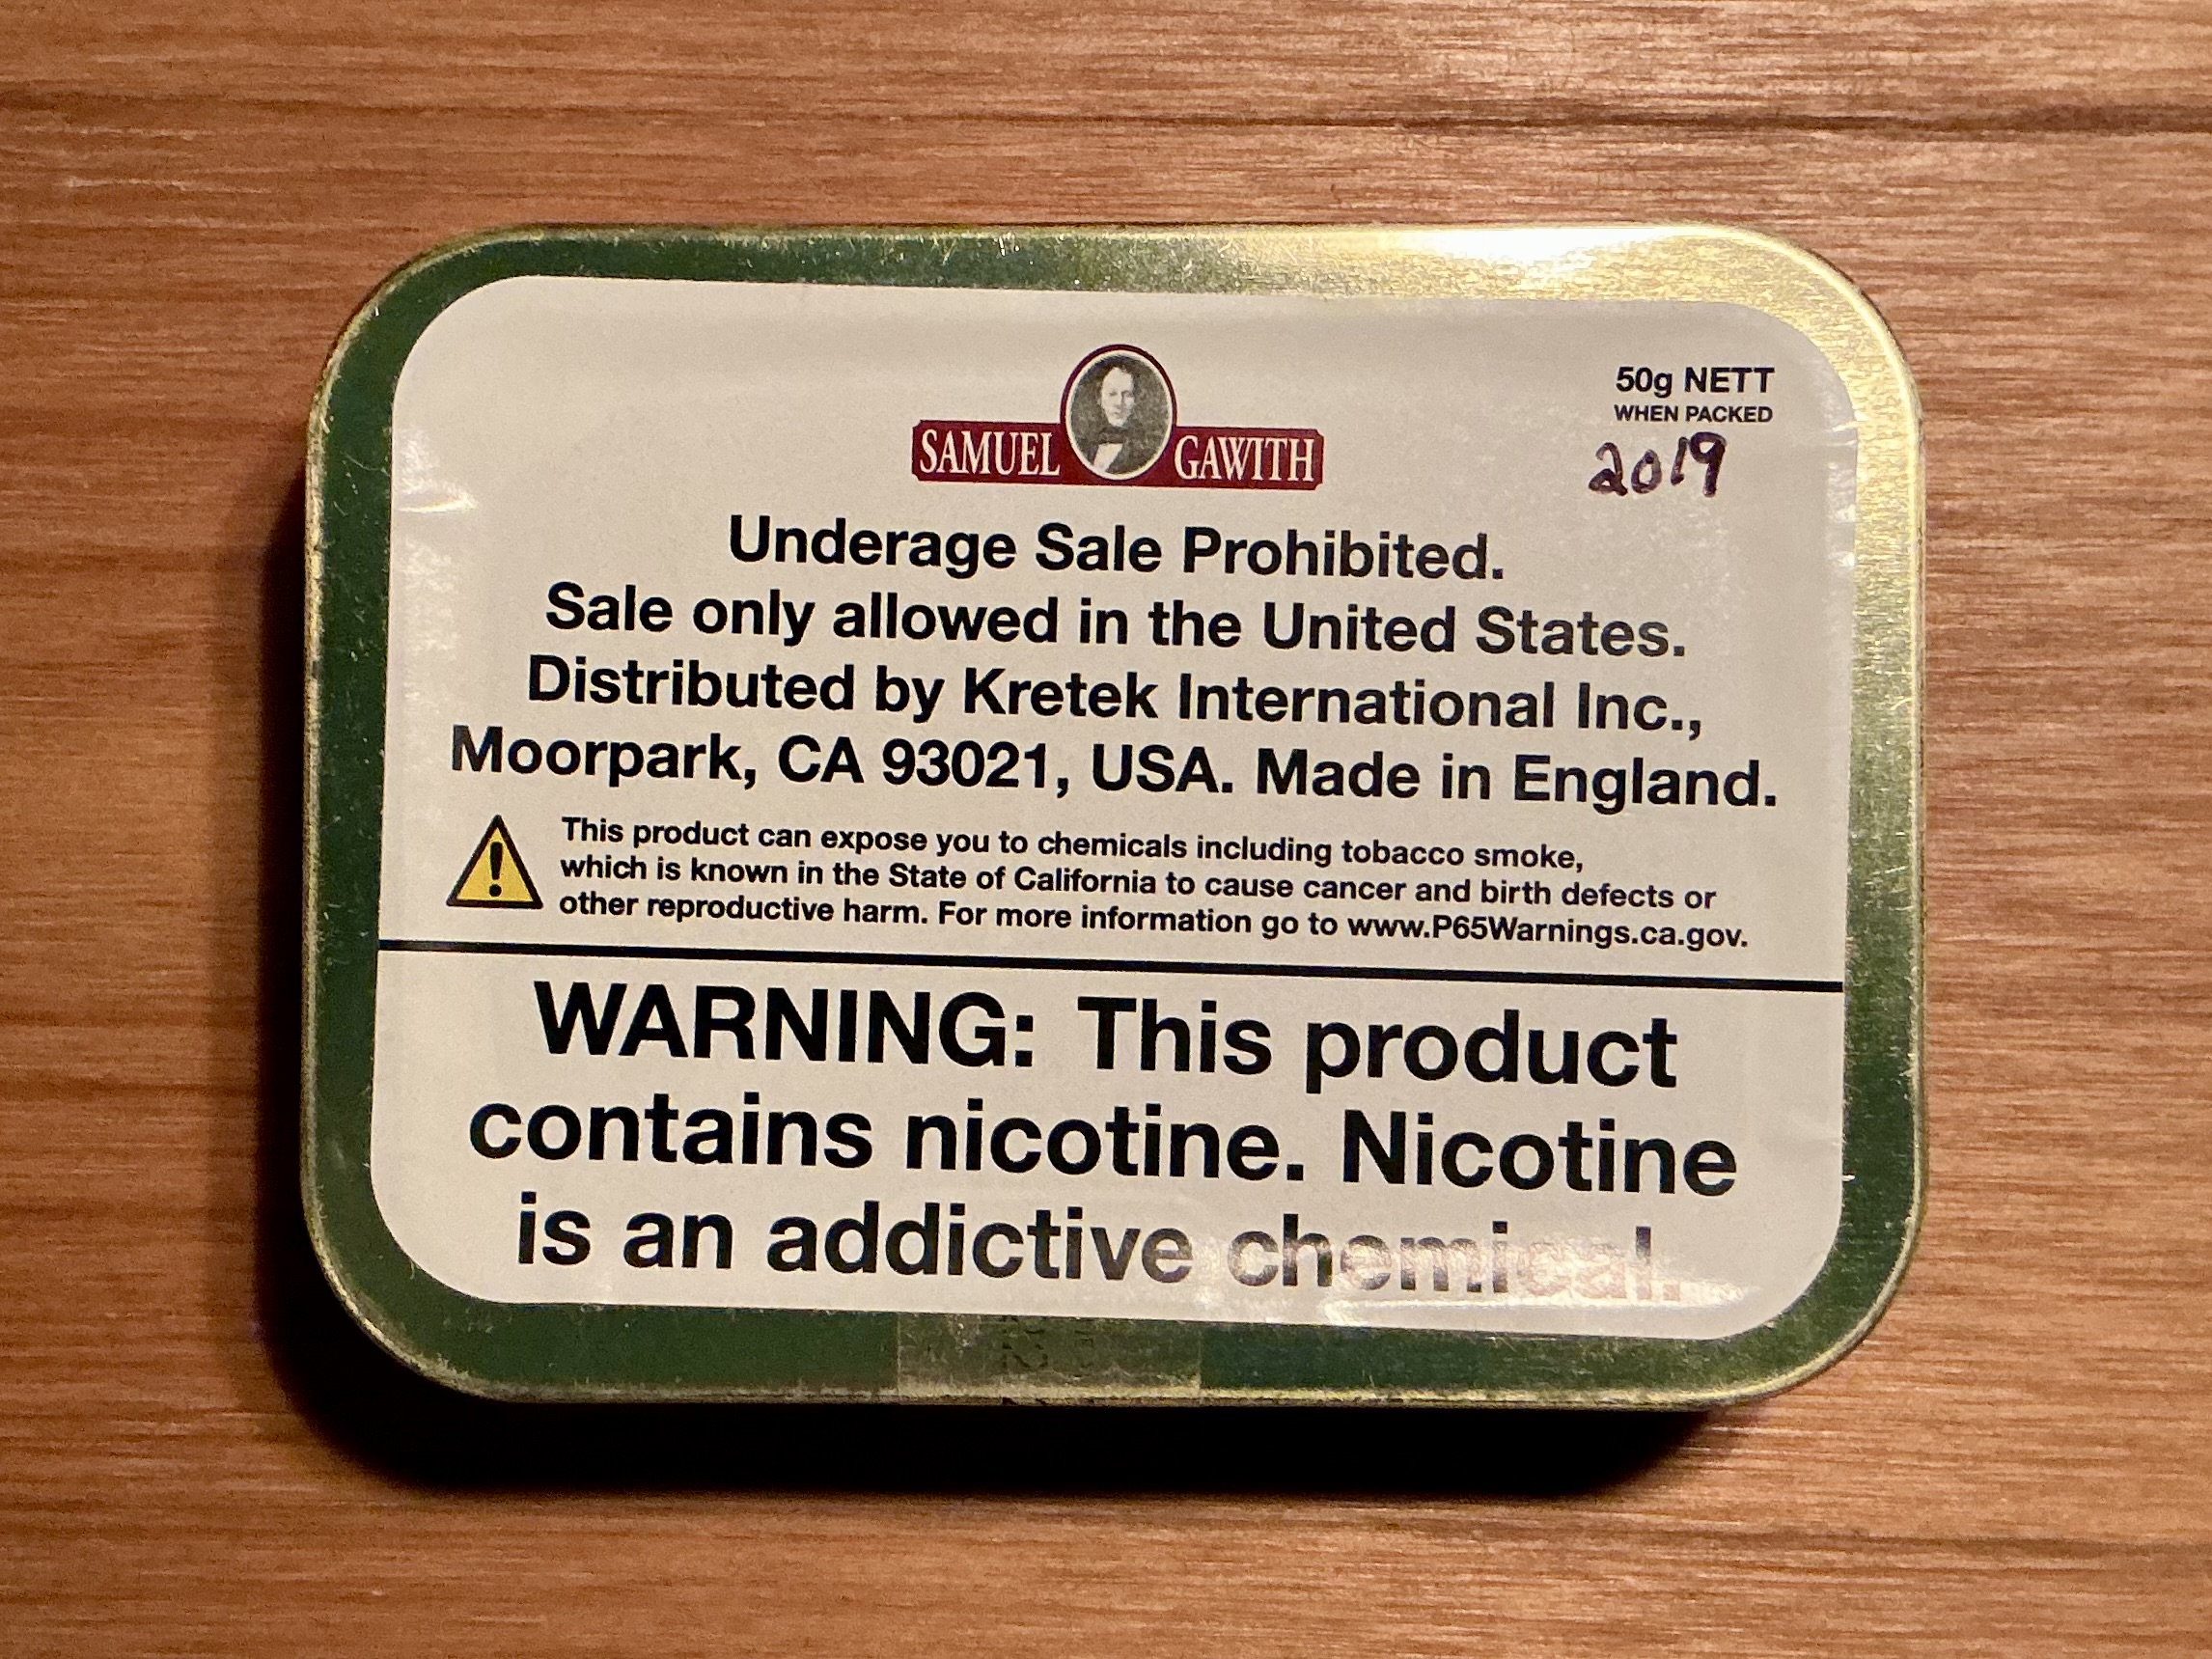 SAMUEL GAWITH
50g NETT
WHEN PACKED
2019
Underage Sale Prohibited.
Sale only allowed in the United States.
Distributed by Kretek International Inc.,
Moorpark, CA 93021, USA. Made in England.
This product can expose you to chemicals including tobacco smoke,
which is known in the State of California to cause cancer and birth defects or
other reproductive harm. For more information go to www.P65Warnings.ca.gov.
WARNING: This product
contains nicotine. Nicotine
is an addictive chemical.